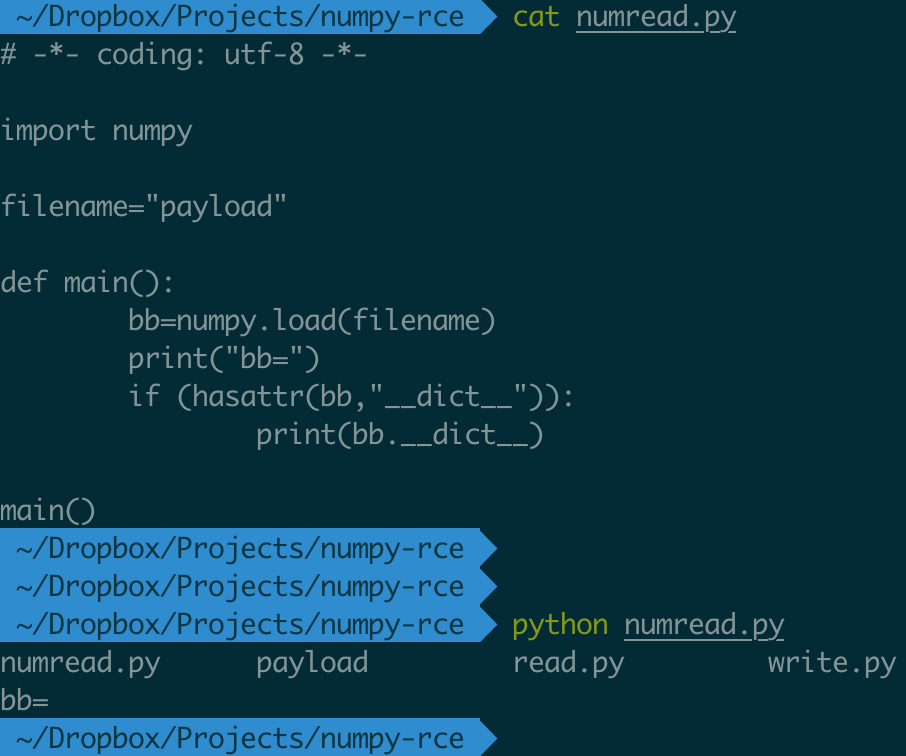 ~/Dropbox/Projects/numpy-rce cat numread.py
# -*- coding: utf-8 -*-
import numpy
filename="payload"
def main():
        bb=numpy.load(filename)
        print("bb=")
        if (hasattr(bb,"__dict__")):
                print(bb.__dict__)
main()
~/Dropbox/Projects/numpy-rce
~/Dropbox/Projects/numpy-rce
~/Dropbox/Projects/numpy-rce python numread.py
numread.py      payload         read.py         write.py
bb=
~/Dropbox/Projects/numpy-rce